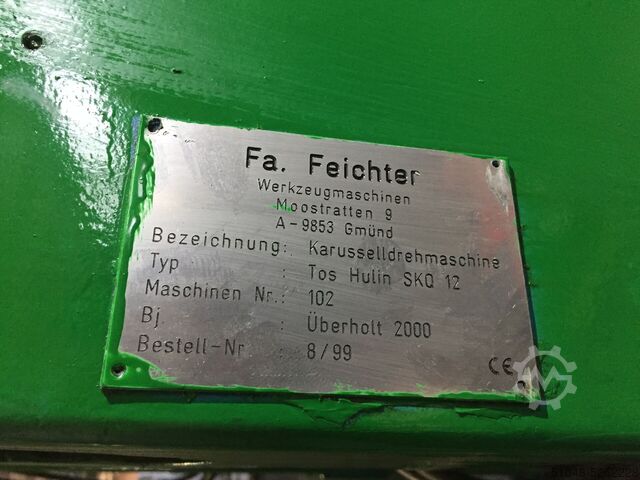 Fa. Feichter
Werkzeugmaschinen
Moostratten 9
A-9853 Gmünd
Bezeichnung: Karusselldrehmaschine
Typ : Tos Hulin SKQ 12
Maschinen Nr.: 102
Bj. : Überholt 2000
Bestell-Nr : 8/99
CE